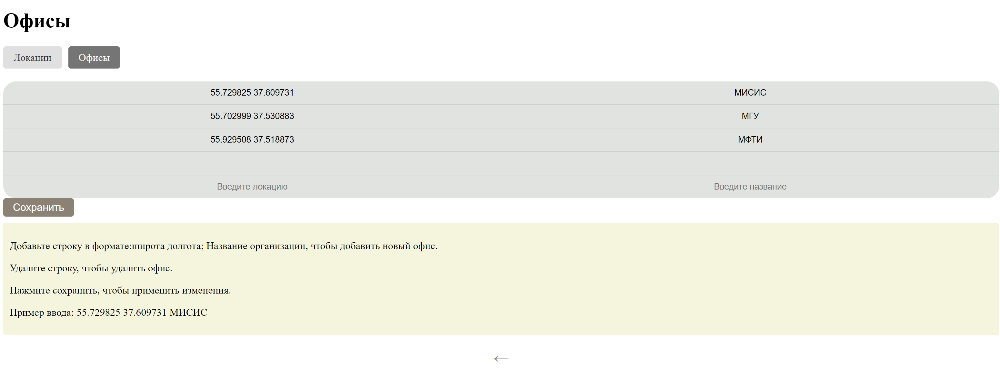 Офисы
Локации Офисы
55.729825 37.609731 МИСИС
55.702999 37.530883 МГУ
55.929508 37.518873 МФТИ
Введите локацию Введите название
Сохранить
Добавьте строку в формате:широта долгота; Название организации, чтобы добавить новый офис.
Удалите строку, чтобы удалить офис.
Нажмите сохранить, чтобы применить изменения.
Пример ввода: 55.729825 37.609731 МИСИС
←